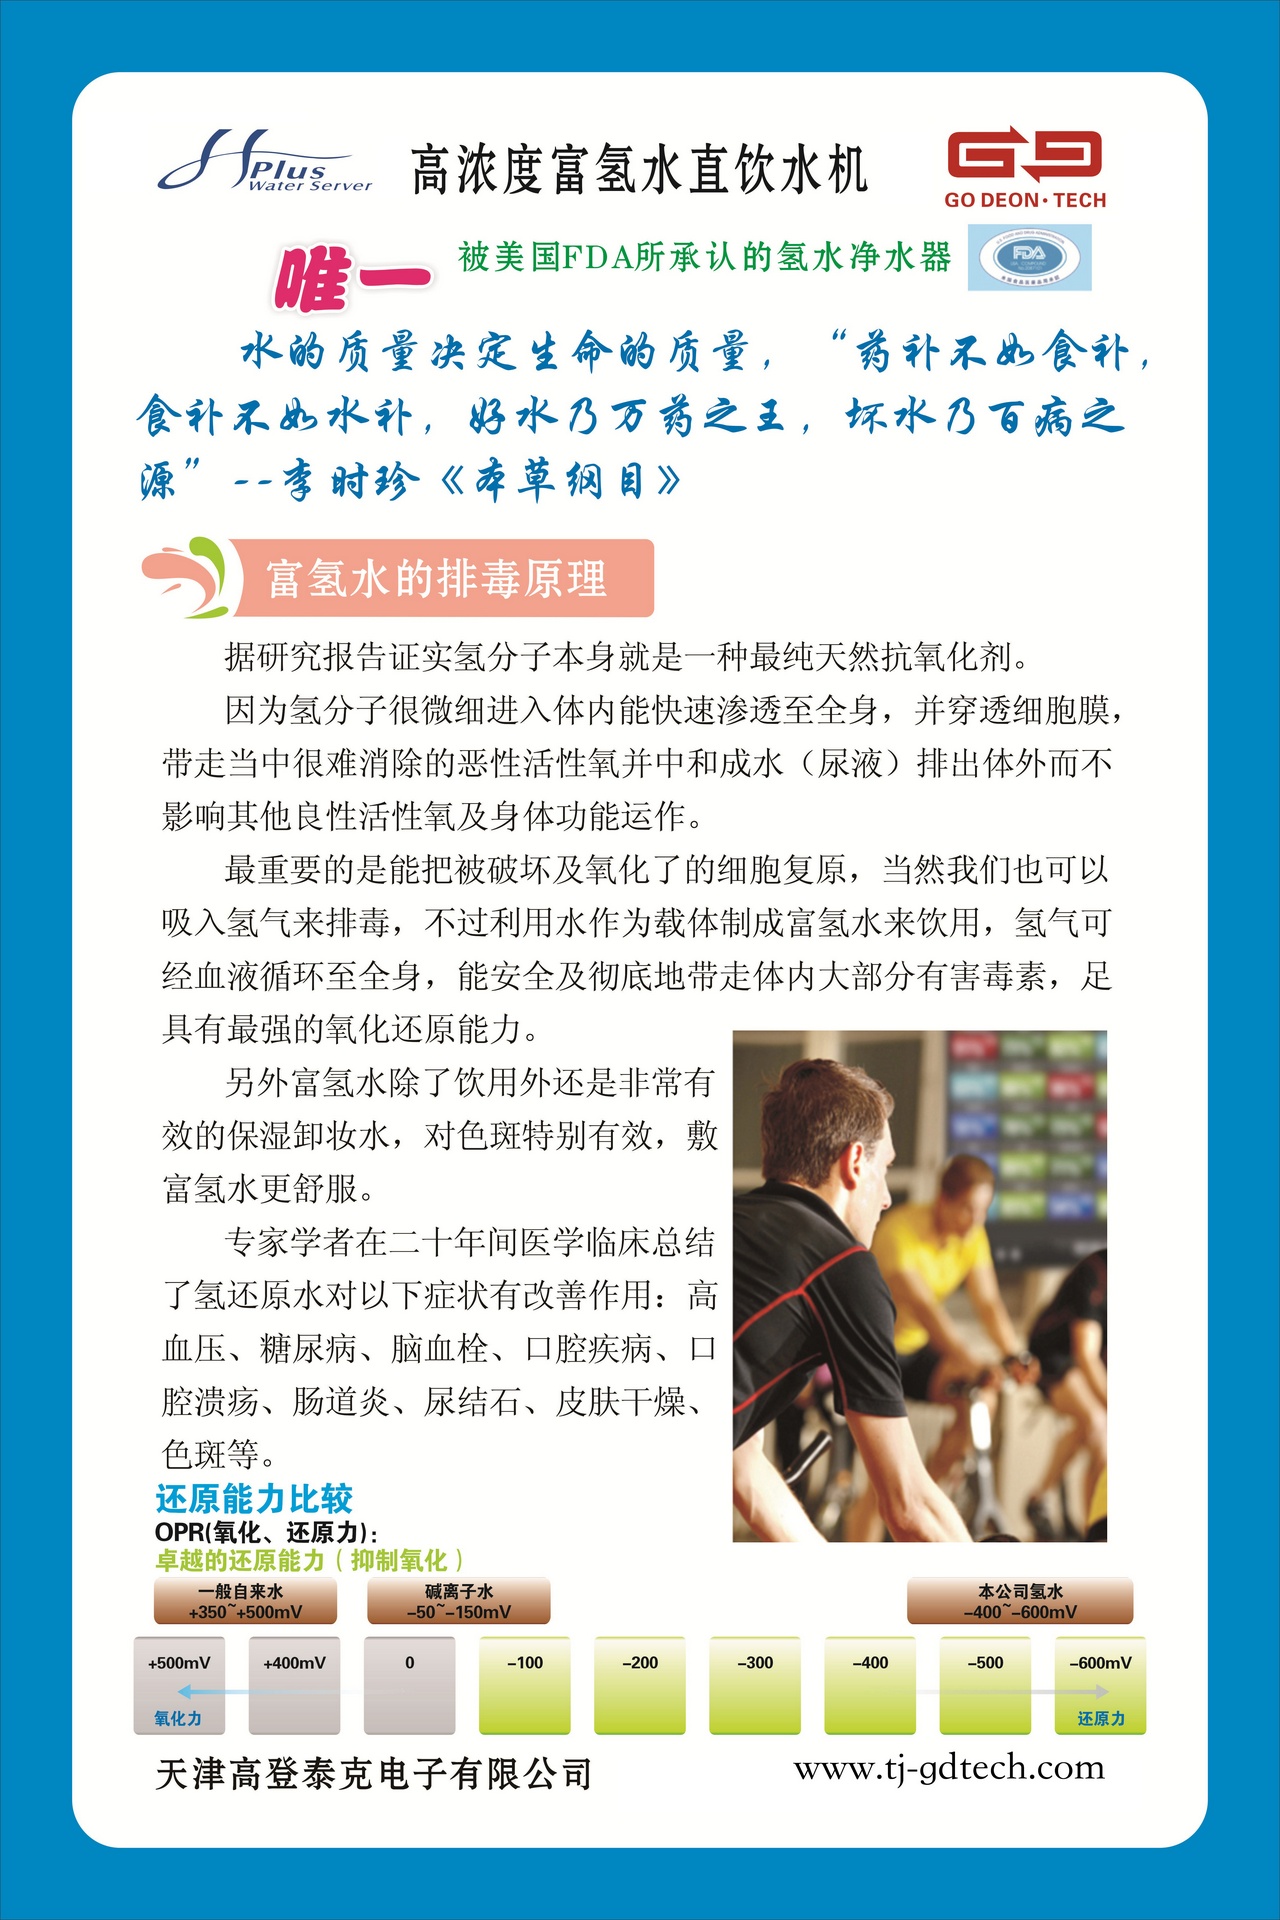 HPlus
Water Server
高浓度富氢水直饮水机
GO DEON·TECH
唯一
被美国FDA所承认的氢水净水器
FDA
水的质量决定生命的质量，“药补不如食补，
食补不如水补，好水乃万药之王，坏水乃百病之
源”--李时珍《本草纲目》
富氢水的排毒原理
据研究报告证实氢分子本身就是一种最纯天然抗氧化剂。
因为氢分子很微细进入体内能快速渗透至全身，并穿透细胞膜，
带走当中很难消除的恶性活性氧并中和成水（尿液）排出体外而不
影响其他良性活性氧及身体功能运作。
最重要的是能把被破坏及氧化了的细胞复原，当然我们也可以
吸入氢气来排毒，不过利用水作为载体制成富氢水来饮用，氢气可
经血液循环至全身，能安全及彻底地带走体内大部分有害毒素，足
具有最强的氧化还原能力。
另外富氢水除了饮用外还是非常有
效的保湿卸妆水，对色斑特别有效，敷
富氢水更舒服。
专家学者在二十年间医学临床总结
了氢还原水对以下症状有改善作用：高
血压、糖尿病、脑血栓、口腔疾病、口
腔溃疡、肠道炎、尿结石、皮肤干燥、
色斑等。
还原能力比较
OPR(氧化、还原力)：
卓越的还原能力（抑制氧化）
一般自来水
+350~+500mV
碱离子水
-50~-150mV
本公司氢水
-400~-600mV
+500mV
+400mV
0
-100
-200
-300
-400
-500
-600mV
氧化力
还原力
天津高登泰克电子有限公司
www.tj-gdtech.com